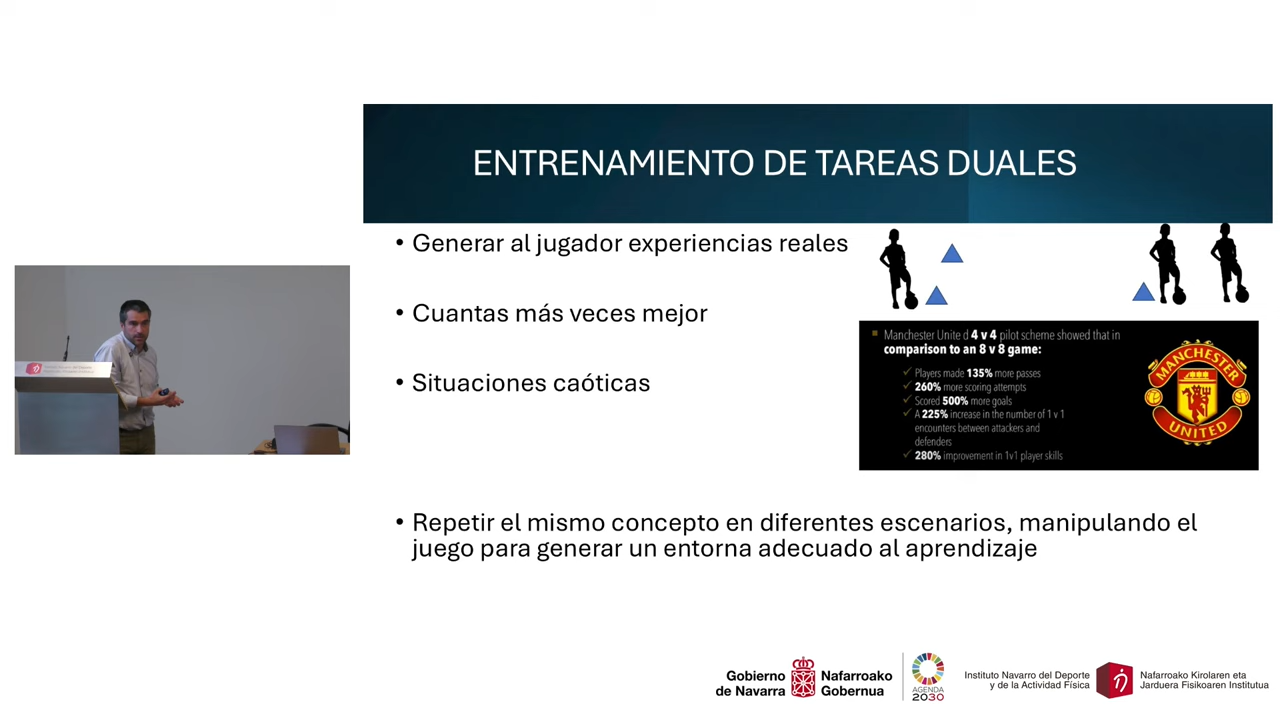 ENTRENAMIENTO DE TAREAS DUALES
• Generar al jugador experiencias reales
• Cuantas más veces mejor
• Situaciones caóticas
Manchester Unite d 4 v 4 pilot scheme showed that in
comparison to an 8 v 8 game:
Players made 135% more passes
260% more scoring attempts
Scored 500% more goals
A 225% increase in the number of 1 v 1
encounters between attackers and
defenders
280% improvement in 1v1 player skills
MANCHESTER
UNITED
• Repetir el mismo concepto en diferentes escenarios, manipulando el
juego para generar un entorna adecuado al aprendizaje
Gobierno
de Navarra
Nafarroako
Gobernua
AGENDA
2030
Instituto Navarro del Deporte
y de la Actividad Física
Nafarroako Kirolaren eta
Jarduera Fisikoaren Institutua